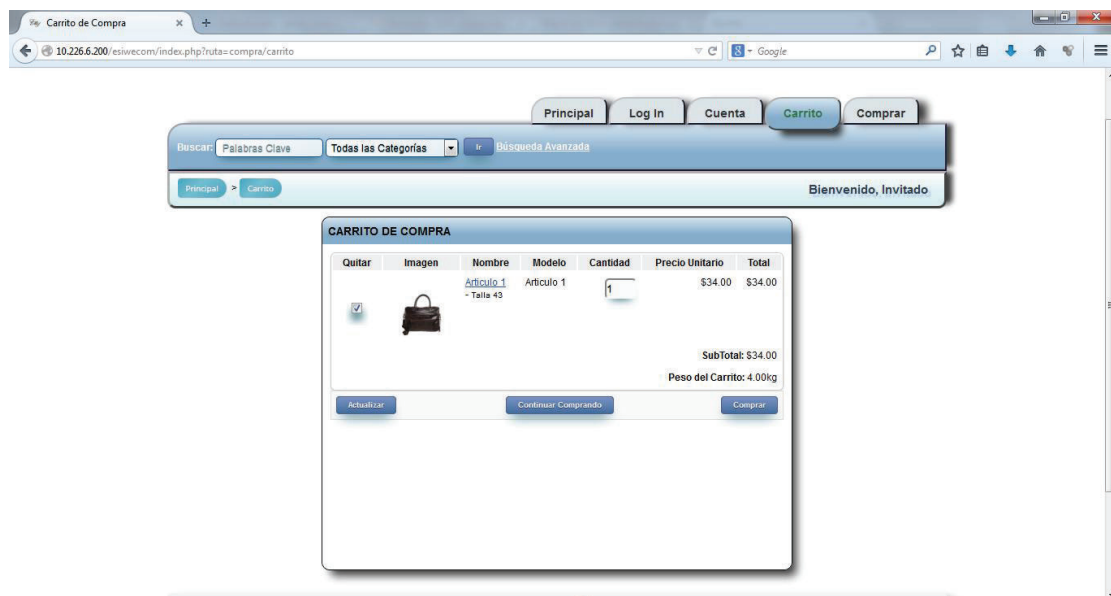 Carrito de Compra
10.226.6.200/esiwecom/index.php?ruta=compra/carrito
Google
Principal Log In Cuenta Carrito Comprar
Buscar: Palabras Clave Todas las Categorías Ir Búsqueda Avanzada
Principal > Carrito Bienvenido, Invitado
CARRITO DE COMPRA
Quitar Imagen Nombre Modelo Cantidad Precio Unitario Total
Articulo 1 Articulo 1 1 $34.00 $34.00
- Talla 43
SubTotal: $34.00
Peso del Carrito: 4.00kg
Actualizar Continuar Comprando Comprar